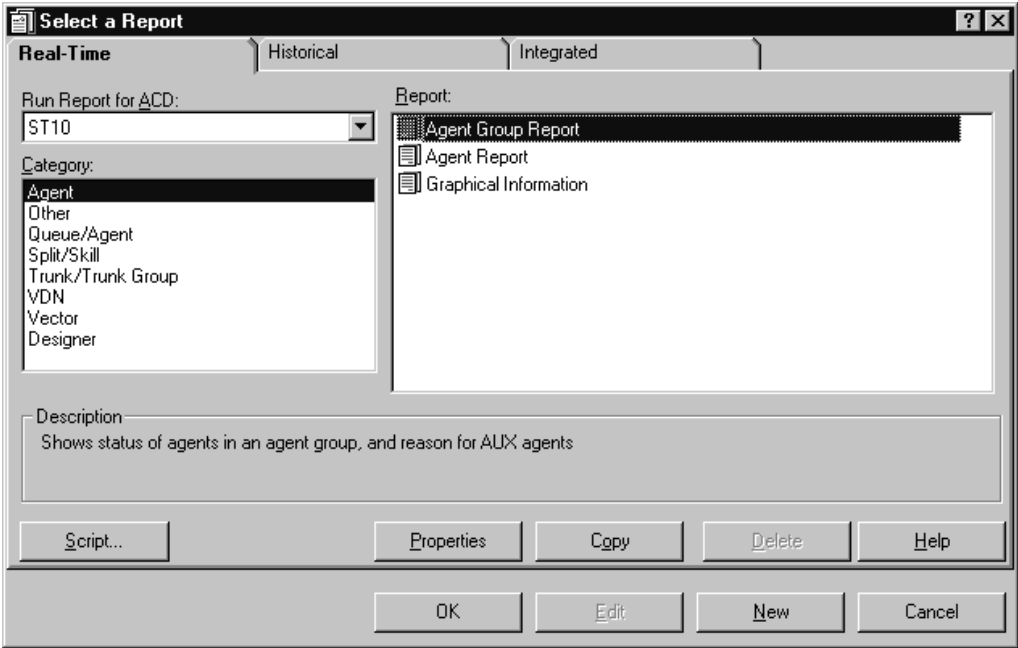 Select a Report
Real-Time
Historical
Integrated
Run Report for ACD:
ST10
Category:
Agent
Other
Queue/Agent
Split/Skill
Trunk/Trunk Group
VDN
Vector
Designer
Report:
Agent Group Report
Agent Report
Graphical Information
Description
Shows status of agents in an agent group, and reason for AUX agents
Script...
Properties
Copy
Delete
Help
OK
Edit
New
Cancel